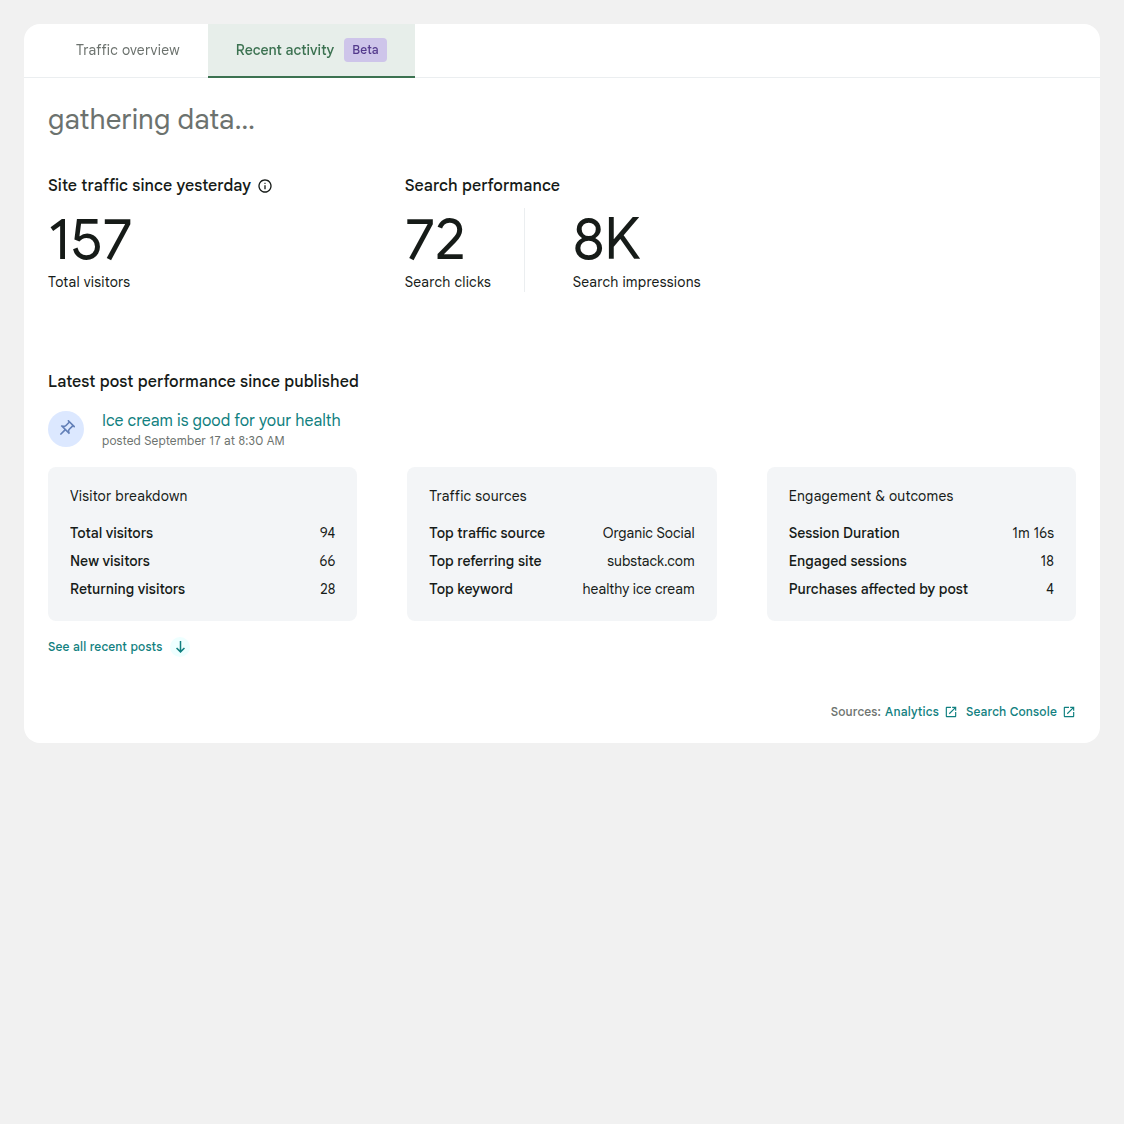 Traffic overview
Recent activity Beta
gathering data...
Site traffic since yesterday
157
Total visitors
Search performance
72
Search clicks
8K
Search impressions
Latest post performance since published
Ice cream is good for your health
posted September 17 at 8:30 AM
Visitor breakdown
Total visitors 94
New visitors 66
Returning visitors 28
Traffic sources
Top traffic source Organic Social
Top referring site substack.com
Top keyword healthy ice cream
Engagement & outcomes
Session Duration 1m 16s
Engaged sessions 18
Purchases affected by post 4
See all recent posts
Sources: Analytics Search Console